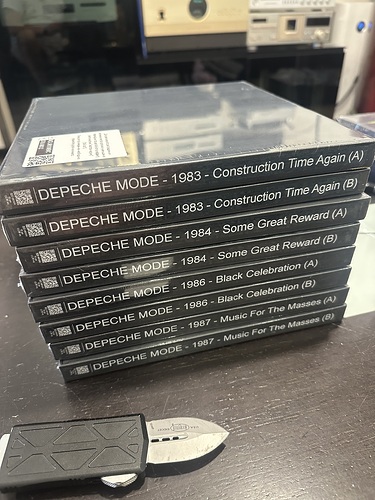 DEPECHE MODE - 1983 - Construction Time Again (A)
DEPECHE MODE - 1983 - Construction Time Again (B)
DEPECHE MODE - 1984 - Some Great Reward (A)
DEPECHE MODE - 1984 - Some Great Reward (B)
DEPECHE MODE - 1986 - Black Celebration (A)
DEPECHE MODE - 1986 - Black Celebration (B)
DEPECHE MODE - 1987 - Music For The Masses (A)
DEPECHE MODE - 1987 - Music For The Masses (B)